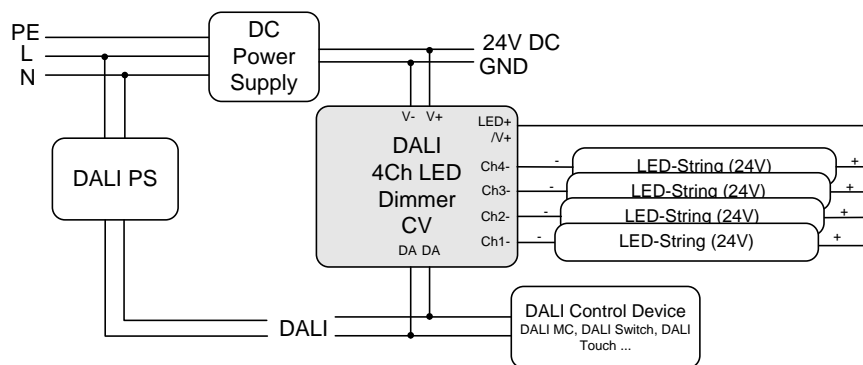 PE
L
N
DC
Power
Supply
24V DC
GND
DALI PS
V- V+
DALI
4Ch LED
Dimmer
CV
DA DA
LED+
/V+
Ch4-
Ch3-
Ch2-
Ch1-
- LED-String (24V) +
- LED-String (24V) +
- LED-String (24V) +
- LED-String (24V) +
DALI
DALI Control Device
DALI MC, DALI Switch, DALI
Touch ...